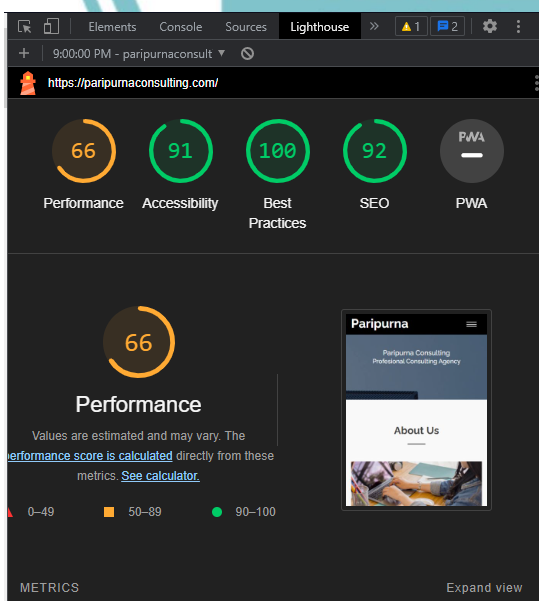 Elements Console Sources Lighthouse » 1 2
+ 9:00:00 PM - paripurnaconsult
https://paripurnaconsulting.com/
66 91 100 92 PWA
Performance Accessibility Best Practices SEO PWA
66
Performance
Values are estimated and may vary. The
performance score is calculated directly from these
metrics. See calculator.
0–49 50–89 90–100
Paripurna
Paripurna Consulting
Profesional Consulting Agency
About Us
METRICS Expand view